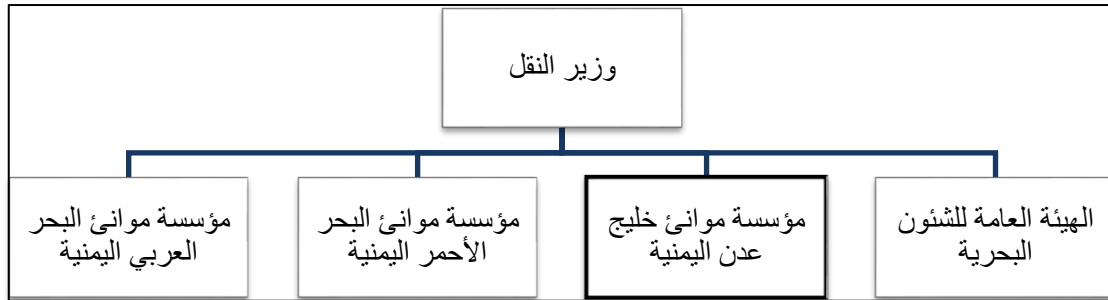 وزير النقل
الهيئة العامة للشئون
البحرية
مؤسسة موانئ خليج
عدن اليمنية
مؤسسة موانئ البحر
الأحمر اليمنية
مؤسسة موانئ البحر
العربي اليمنية